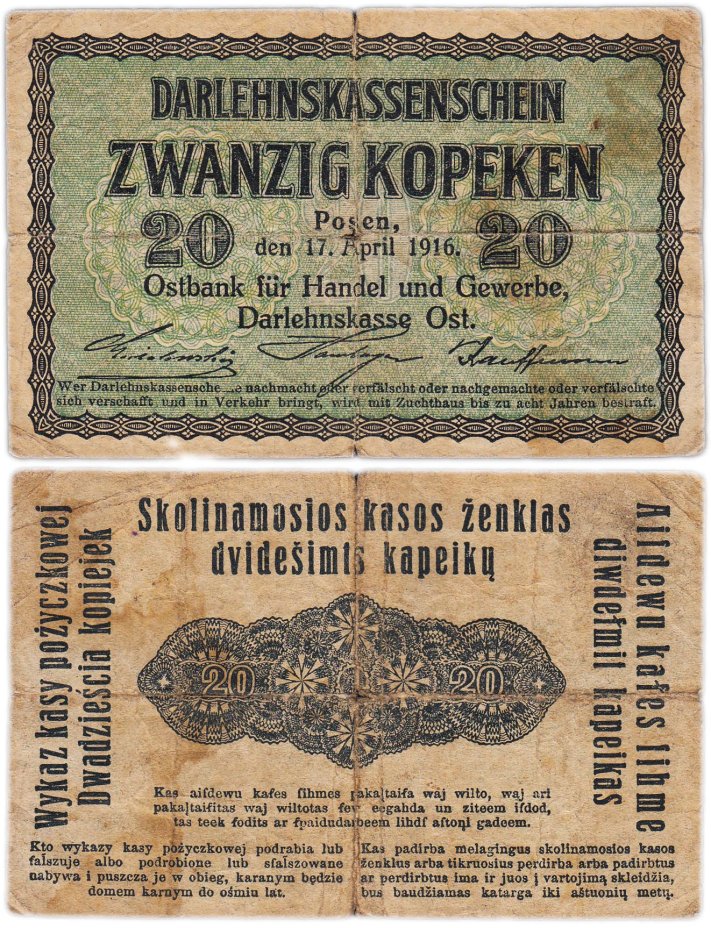 DARLEHNSKASSENSCHEIN
ZWANZIG KOPEKEN
20 Posen, 20
den 17. April 1916.
Ostbank für Handel und Gewerbe,
Darlehnskasse Ost.
Kauffmann
Wer Darlehnskassensche...e nachmacht oder verfälscht oder nachgemachte oder verfälschte
sich verschafft und in Verkehr bringt, wird mit Zuchthaus bis zu acht Jahren bestraft.
Skolinamosios kasos ženklas
dvidešimts kapeikų
Wykaz kasy pożyczkowej
Dwadzieścia kopiejek
Aiſdewu kaſes ſihme
diwdeſmit kapeikas
20 20
Kas aiſdewu kaſes ſihmes pakaļtaiſa waj wilto, waj ari
pakaļtaiſitas waj wiltotas ſew eegahda un ziteem iſdod,
tas teek ſodits ar ſpaidu darbeem lihdſ aſtoņi gadeem.
Kto wykazy kasy pożyczkowej podrabia lub
fałszuje albo podrobione lub sfałszowane
nabywa i puszcza je w obieg, karanym będzie
domem karnym do ośmiu lat.
Kas padirba melagingus skolinamosios kasos
ženklus arba tikruosius perdirba arba padirbtus
ar perdirbtus ima ir juos į vartojimą skleidžia,
bus baudžiamas katarga iki aštuonių metų.